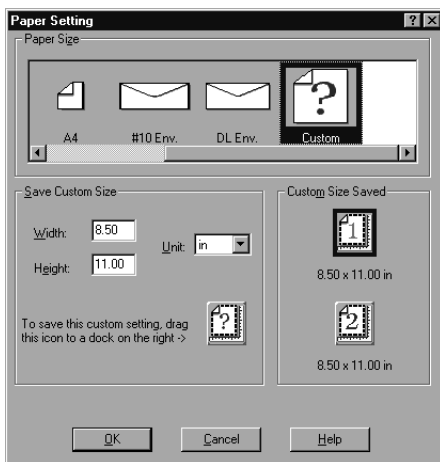 Paper Setting
Paper Size
A4
#10 Env.
DL Env.
Custom
Save Custom Size
Width:
8.50
Unit:
in
Height:
11.00
To save this custom setting, drag
this icon to a dock on the right ->
Custom Size Saved
1
8.50 x 11.00 in
2
8.50 x 11.00 in
OK
Cancel
Help